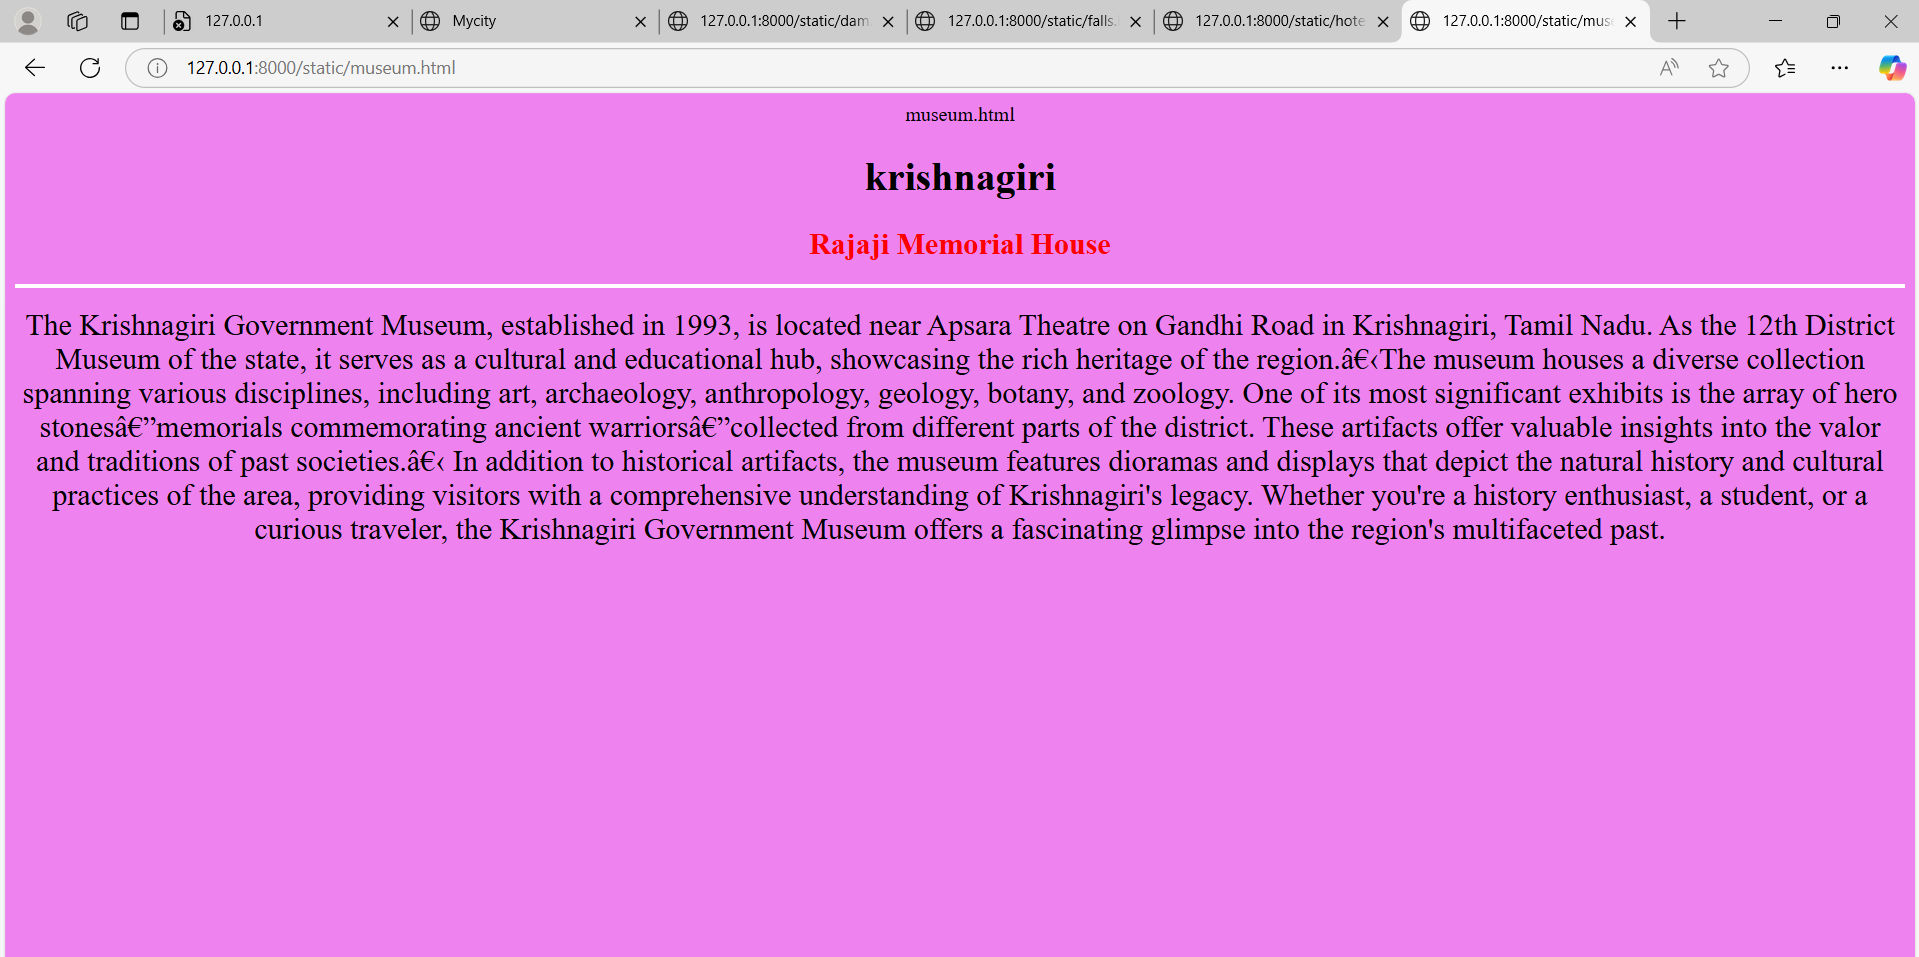 127.0.0.1
Mycity
127.0.0.1:8000/static/dam
127.0.0.1:8000/static/falls.
127.0.0.1:8000/static/hote
127.0.0.1:8000/static/mus
127.0.0.1:8000/static/museum.html
museum.html
krishnagiri
Rajaji Memorial House
The Krishnagiri Government Museum, established in 1993, is located near Apsara Theatre on Gandhi Road in Krishnagiri, Tamil Nadu. As the 12th District
Museum of the state, it serves as a cultural and educational hub, showcasing the rich heritage of the region.â€‹The museum houses a diverse collection
spanning various disciplines, including art, archaeology, anthropology, geology, botany, and zoology. One of its most significant exhibits is the array of hero
stonesâ€”memorials commemorating ancient warriorsâ€”collected from different parts of the district. These artifacts offer valuable insights into the valor
and traditions of past societies.â€‹ In addition to historical artifacts, the museum features dioramas and displays that depict the natural history and cultural
practices of the area, providing visitors with a comprehensive understanding of Krishnagiri's legacy. Whether you're a history enthusiast, a student, or a
curious traveler, the Krishnagiri Government Museum offers a fascinating glimpse into the region's multifaceted past.